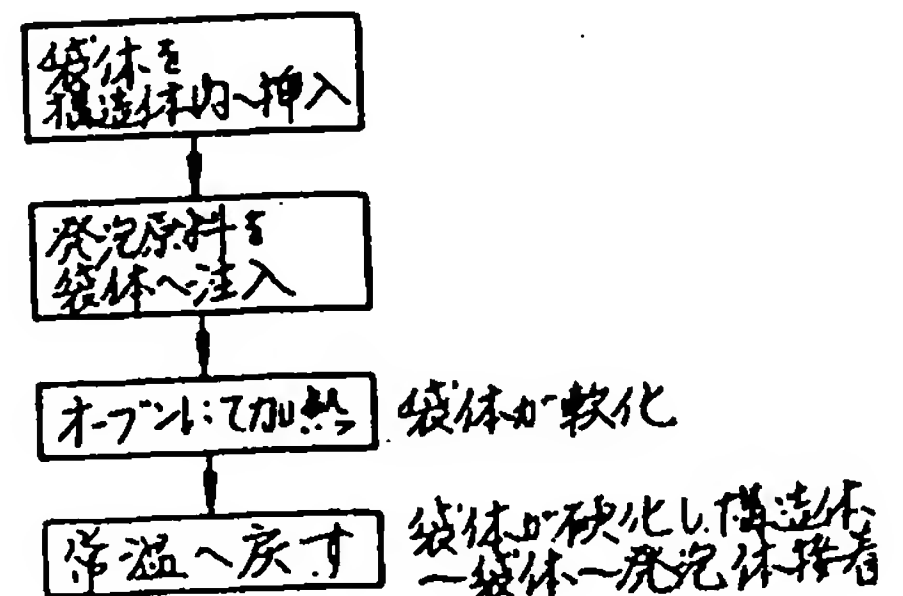 袋体を
構造体内へ挿入
発泡原料を
袋体へ注入
オーブンにて加熱
袋体が軟化
常温へ戻す
袋体が硬化し構造体
〜袋体〜発泡体接着